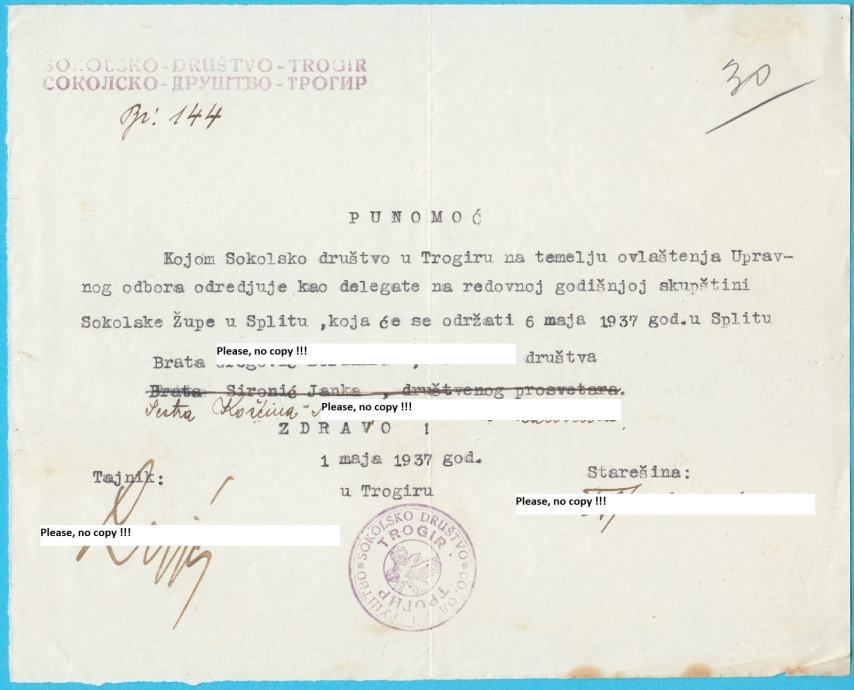 SOKOLSKO-DRUŠTVO-TROGIR
СОКОЛСКО-ДРУШТВО-ТРОГИР
Br: 144
30
PUNOMOĆ
Kojom Sokolsko društvo u Trogiru na temelju ovlaštenja Uprav-
nog odbora odredjuje kao delegate na redovnoj godišnjoj skupštini
Sokolske Župe u Splitu ,koja će se održati 6 maja 1937 god.u Splitu
Please, no copy !!!
Brata društva
Brata Sironić Janka , društvenog prosvetara.
Sestra Koščina Please, no copy !!!
ZDRAVO !
1 maja 1937 god.
Tajnik: Starešina:
u Trogiru
Please, no copy !!!
Please, no copy !!!
SOKOLSKO DRUŠTVO
TROGIR
ТРОГИР